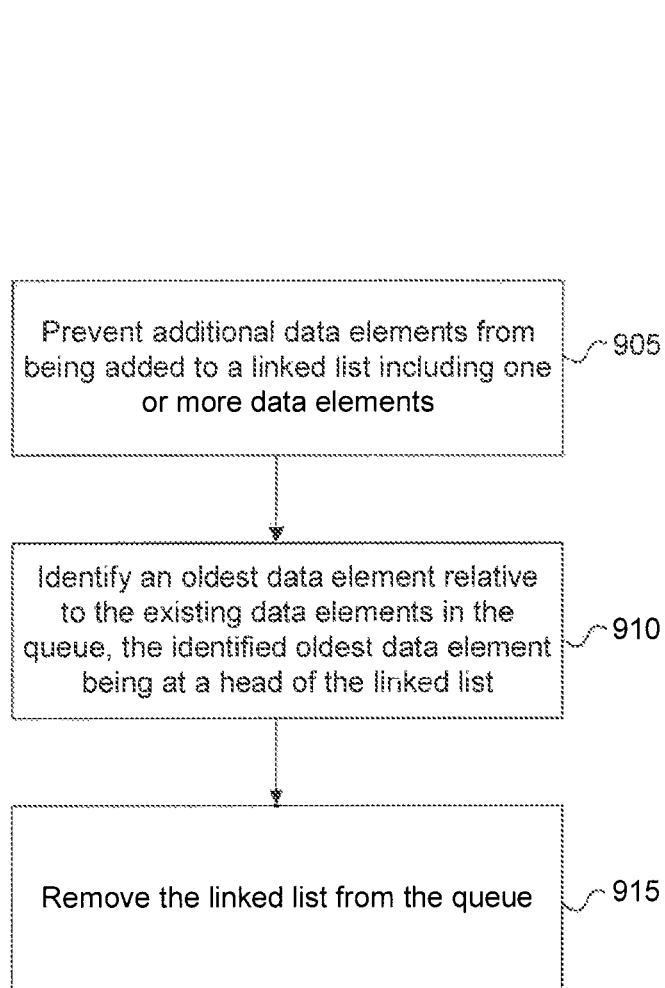 Prevent additional data elements from
being added to a linked list including one
or more data elements
905
Identify an oldest data element relative
to the existing data elements in the
queue, the identified oldest data element
being at a head of the linked list
910
Remove the linked list from the queue
915